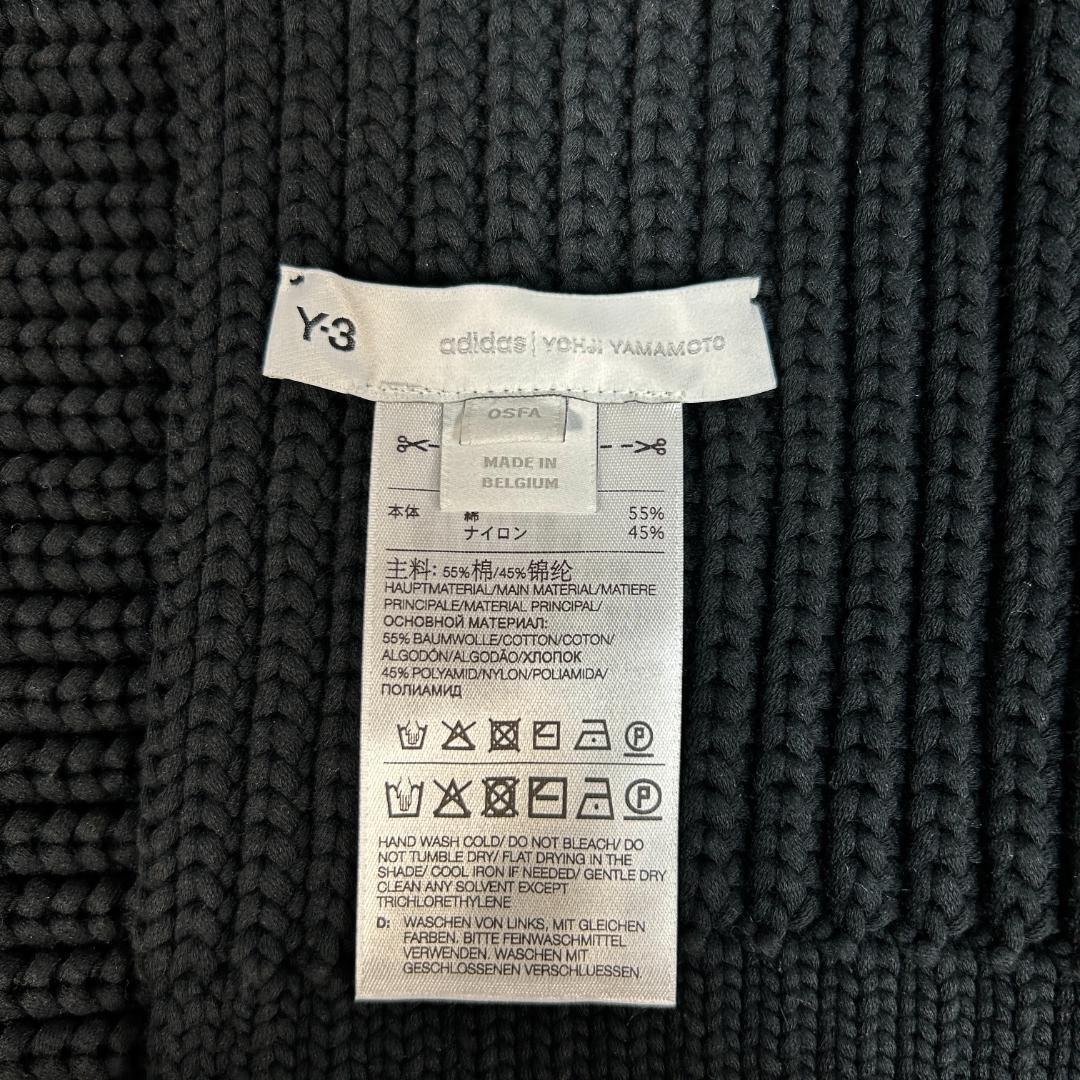 Y-3
adidas | YOHJI YAMAMOTO
OSFA
MADE IN
BELGIUM
本体 綿 55%
ナイロン 45%
主料: 55%棉/45%锦纶
HAUPTMATERIAL/MAIN MATERIAL/MATIERE
PRINCIPALE/MATERIAL PRINCIPAL/
ОСНОВНОЙ МАТЕРИАЛ:
55% BAUMWOLLE/COTTON/COTON/
ALGODÓN/ALGODÃO/ХЛОПОК
45% POLYAMID/NYLON/POLIAMIDA/
ПОЛИАМИД
P
P
HAND WASH COLD/ DO NOT BLEACH/ DO
NOT TUMBLE DRY/ FLAT DRYING IN THE
SHADE/ COOL IRON IF NEEDED/ GENTLE DRY
CLEAN ANY SOLVENT EXCEPT
TRICHLORETHYLENE
D: WASCHEN VON LINKS, MIT GLEICHEN
FARBEN. BITTE FEINWASCHMITTEL
VERWENDEN. WASCHEN MIT
GESCHLOSSENEN VERSCHLUESSEN.